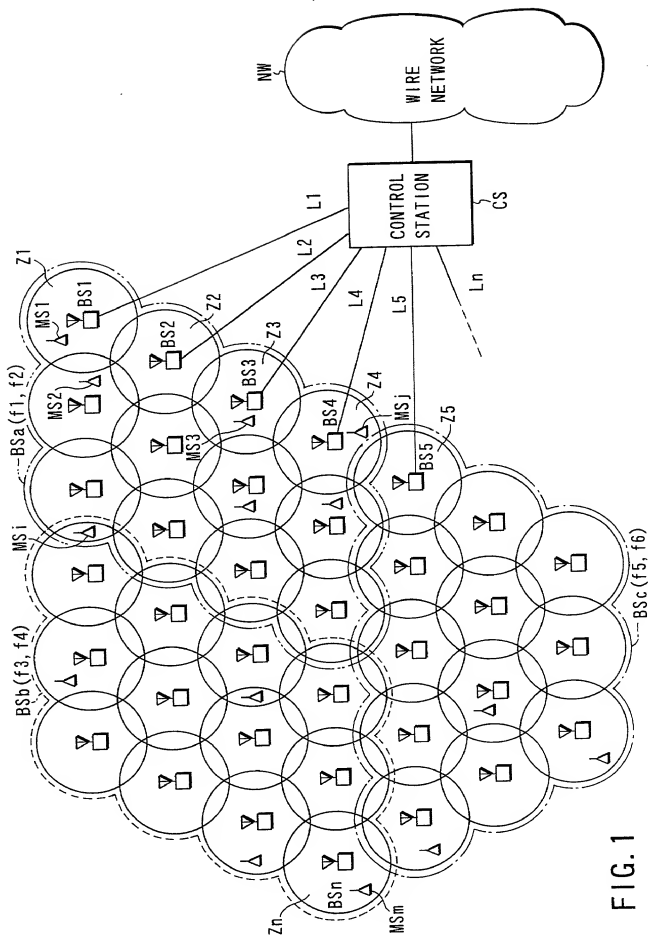 NW
WIRE
NETWORK
CONTROL
STATION
CS
L1
L2
L3
L4
L5
Ln
Z1
MS1
BS1
Z2
BS2
MS2
BSa(f1, f2)
Z3
BS3
MS3
Z4
BS4
MSj
Z5
BS5
MSi
BSb(f3, f4)
BSc(f5, f6)
Zn
BSn
MSm
FIG. 1